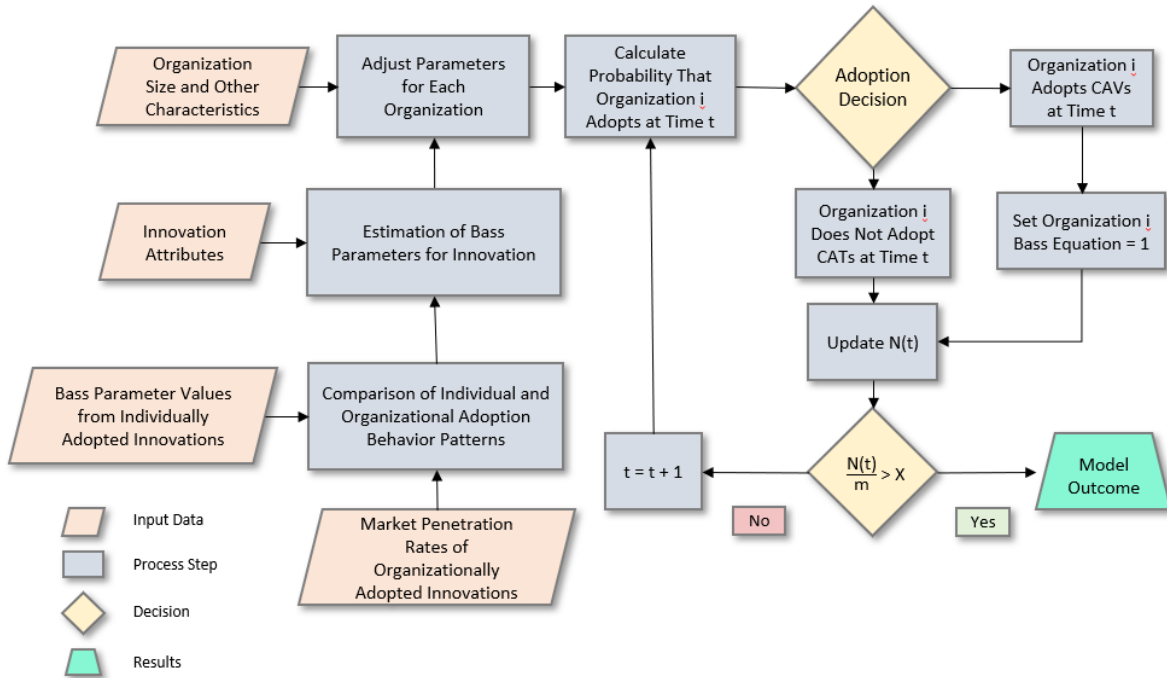 Organization
Size and Other
Characteristics
Adjust Parameters
for Each
Organization
Calculate
Probability That
Organization i
Adopts at Time t
Adoption
Decision
Organization i
Adopts CAVs
at Time t
Innovation
Attributes
Estimation of Bass
Parameters for Innovation
Organization i
Does Not Adopt
CATs at Time t
Set Organization i
Bass Equation = 1
Update N(t)
Bass Parameter Values
from Individually
Adopted Innovations
Comparison of Individual and
Organizational Adoption
Behavior Patterns
t = t + 1
N(t)
m
> X
Model
Outcome
No
Yes
Market Penetration
Rates of
Organizationally
Adopted Innovations
Input Data
Process Step
Decision
Results